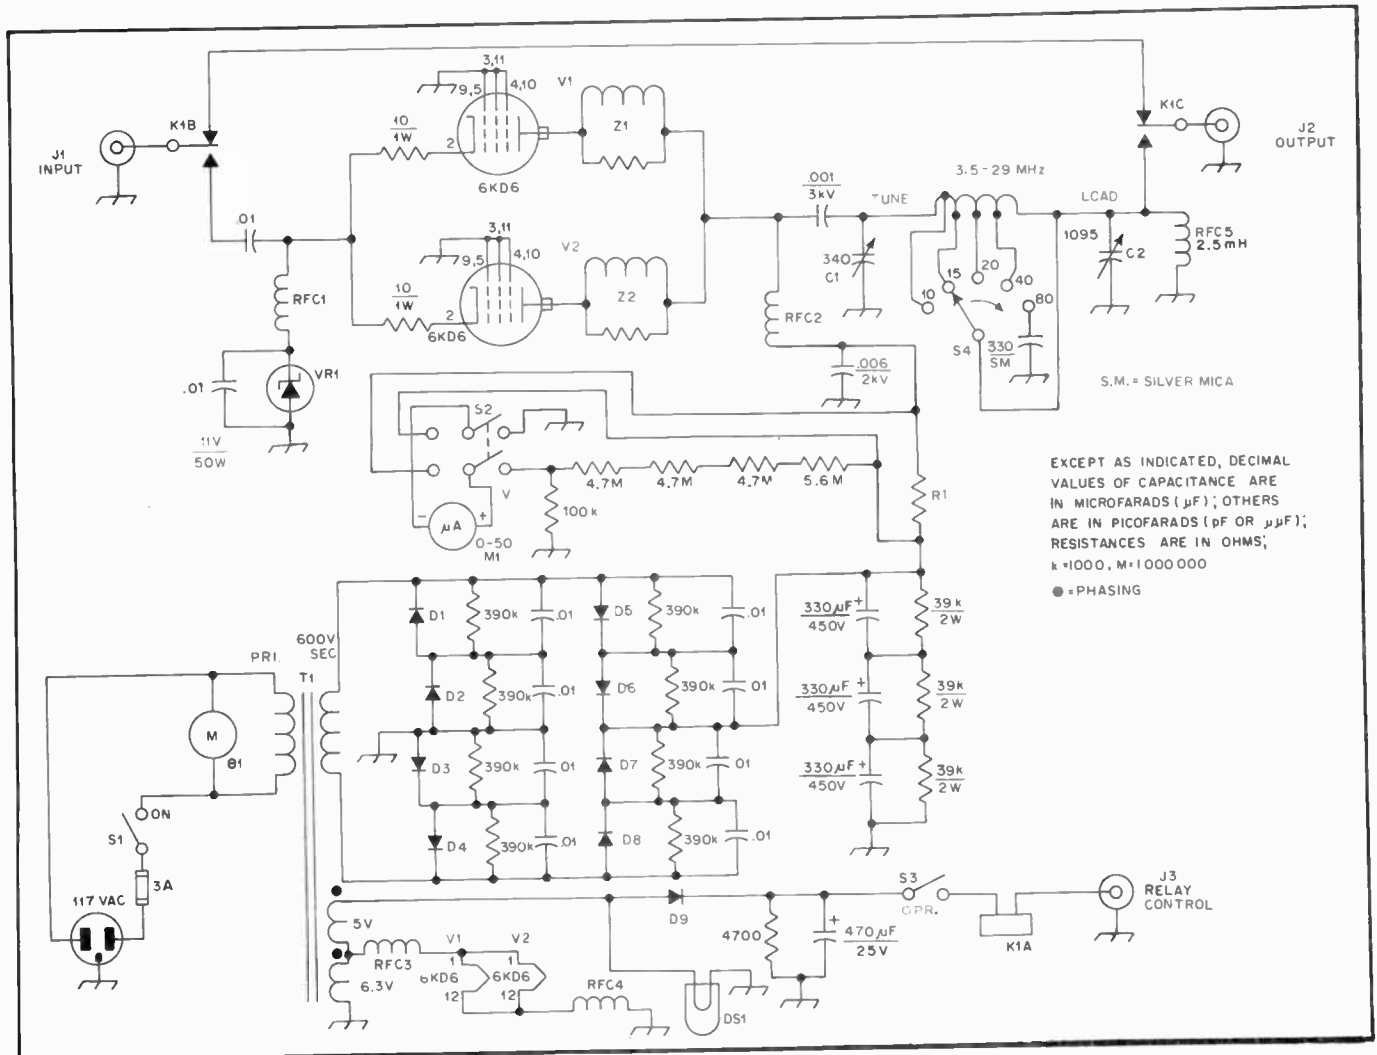 3,11
9,5
4,10
V1
K1B
10
1W
2
Z1
6KD6
K1C
J1
INPUT
J2
OUTPUT
3.5-29 MHz
.001
3kV
TUNE
LOAD
.01
3,11
9,5
4,10
V2
1095
C2
RFC5
2.5mH
340
C1
10
15
20
40
80
10
1W
2
6KD6
Z2
RFC1
RFC2
S4
330
SM
.01
VR1
.006
2kV
S.M.= SILVER MICA
11V
50W
S2
V
4.7M
4.7M
4.7M
5.6M
R1
-
µA
+
0-50
M1
100k
EXCEPT AS INDICATED, DECIMAL
VALUES OF CAPACITANCE ARE
IN MICROFARADS (µF); OTHERS
ARE IN PICOFARADS (pF OR µµF);
RESISTANCES ARE IN OHMS;
k=1000, M=1000000
●=PHASING
PRI.
T1
600V
SEC
D1
390k
.01
D5
390k
.01
330µF
450V
+
39k
2W
D2
390k
.01
D6
390k
.01
330µF
450V
+
39k
2W
M
B1
D3
390k
.01
D7
390k
.01
330µF
450V
+
39k
2W
S1
ON
D4
390k
.01
D8
390k
.01
3A
117 VAC
5V
D9
4700
+
470µF
25V
S3
OPR.
K1A
J3
RELAY
CONTROL
RFC3
V1
1
6KD6
12
V2
1
6KD6
12
6.3V
RFC4
DS1